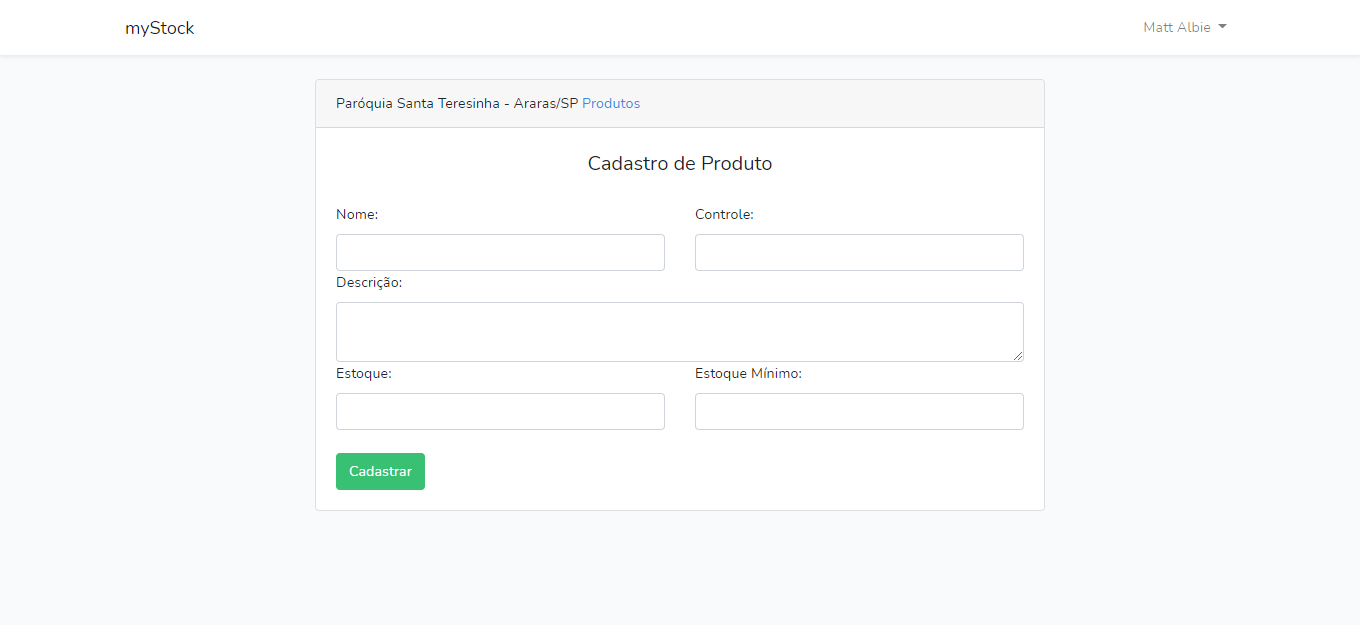 myStock
Matt Albie
Paróquia Santa Teresinha - Araras/SP Produtos
Cadastro de Produto
Nome:
Controle:
Descrição:
Estoque:
Estoque Mínimo:
Cadastrar